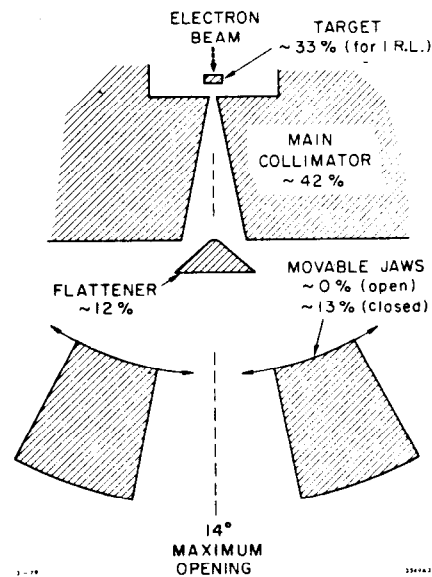 ELECTRON
BEAM
TARGET
~33% (for 1 R.L.)
MAIN
COLLIMATOR
~42%
FLATTENER
~12%
MOVABLE JAWS
~0% (open)
~13% (closed)
14°
MAXIMUM
OPENING